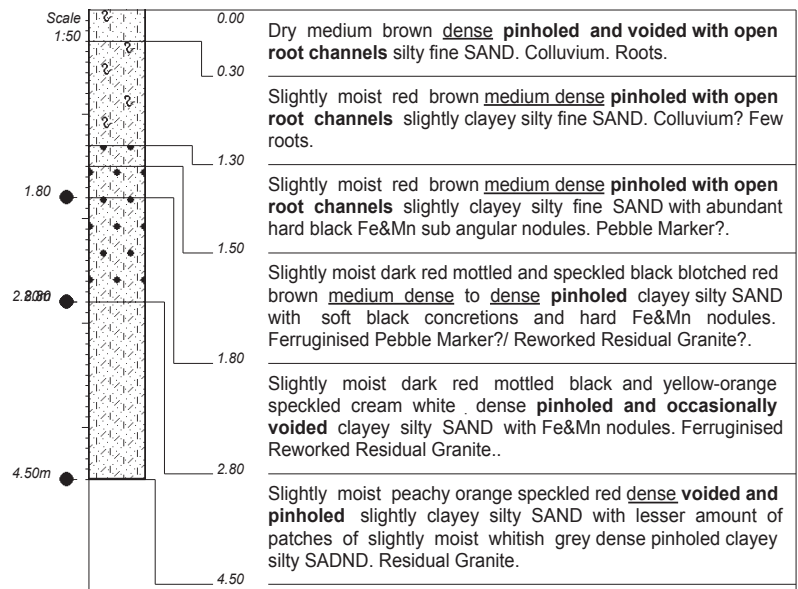 Scale
1:50
0.00
Dry medium brown dense pinholed and voided with open
root channels silty fine SAND. Colluvium. Roots.
0.30
Slightly moist red brown medium dense pinholed with open
root channels slightly clayey silty fine SAND. Colluvium? Few
roots.
1.30
Slightly moist red brown medium dense pinholed with open
root channels slightly clayey silty fine SAND with abundant
hard black Fe&Mn sub angular nodules. Pebble Marker?.
1.80
1.50
Slightly moist dark red mottled and speckled black blotched red
brown medium dense to dense pinholed clayey silty SAND
with soft black concretions and hard Fe&Mn nodules.
Ferruginised Pebble Marker?/ Reworked Residual Granite?.
1.80
Slightly moist dark red mottled black and yellow-orange
speckled cream white . dense pinholed and occasionally
voided clayey silty SAND with Fe&Mn nodules. Ferruginised
Reworked Residual Granite..
2.80
4.50m
Slightly moist peachy orange speckled red dense voided and
pinholed slightly clayey silty SAND with lesser amount of
patches of slightly moist whitish grey dense pinholed clayey
silty SADND. Residual Granite.
4.50